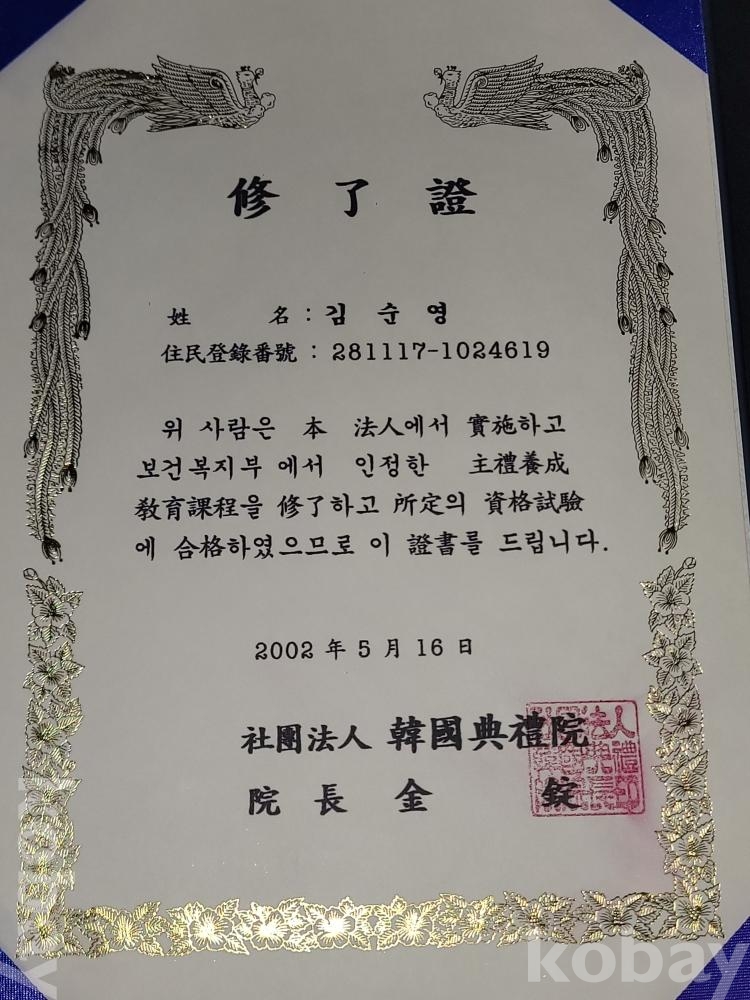 修了證
姓 名 : 김 순 영
住民登錄番號 : 281117-1024619
위 사람은 本 法人에서 實施하고
보건복지부 에서 인정한 主禮養成
敎育課程을 修了하고 所定의 資格試驗
에 合格하였으므로 이 證書를 드립니다.
2002 年 5 月 16 日
社團法人 韓國典禮院
院 長 金 錠
kobay